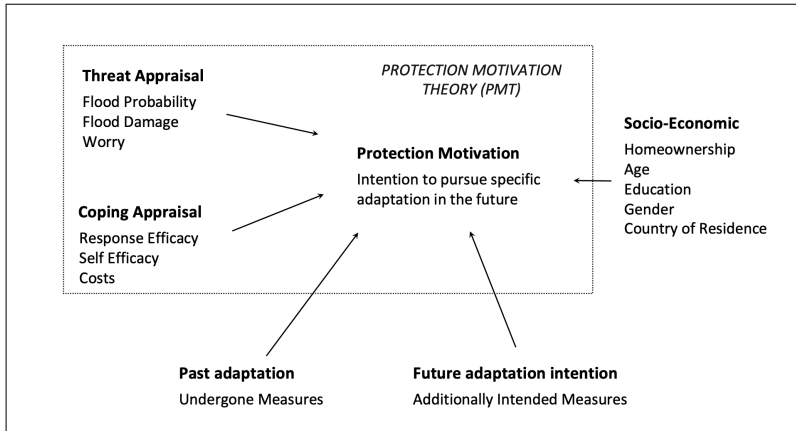 Threat Appraisal
Flood Probability
Flood Damage
Worry
PROTECTION MOTIVATION
THEORY (PMT)
Protection Motivation
Intention to pursue specific
adaptation in the future
Coping Appraisal
Response Efficacy
Self Efficacy
Costs
Socio-Economic
Homeownership
Age
Education
Gender
Country of Residence
Past adaptation
Undergone Measures
Future adaptation intention
Additionally Intended Measures